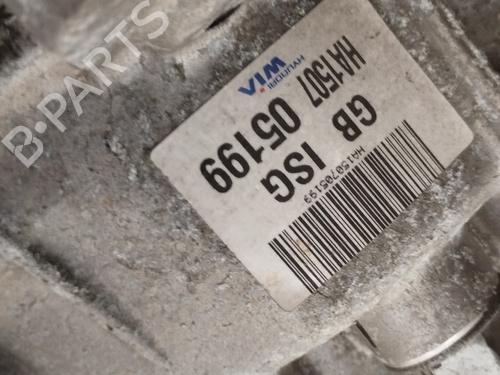 B-PARTS
HYUNDAI
WIA
HA1507 05199
GB ISG
HA150705199